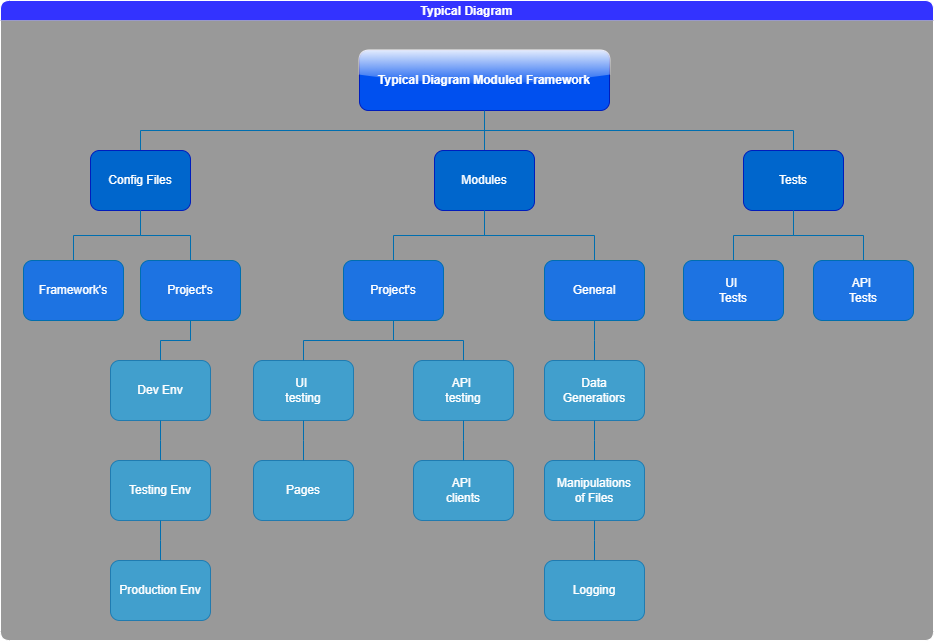 Typical Diagram
Typical Diagram Moduled Framework
Config Files
Modules
Tests
Framework's
Project's
Project's
General
UI
Tests
API
Tests
Dev Env
UI
testing
API
testing
Data
Generatiors
Testing Env
Pages
API
clients
Manipulations
of Files
Production Env
Logging